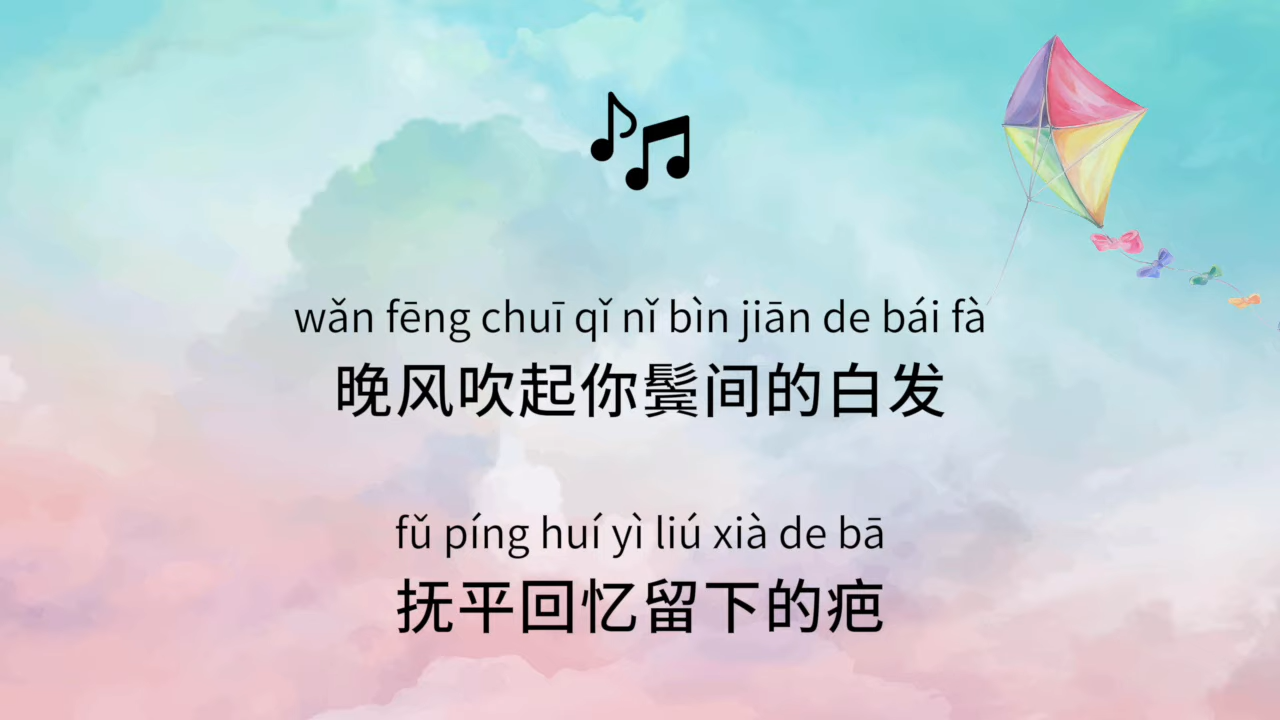 wǎn fēng chuī qǐ nǐ bìn jiān de bái fà
晚风吹起你鬓间的白发
fǔ píng huí yì liú xià de bā
抚平回忆留下的疤